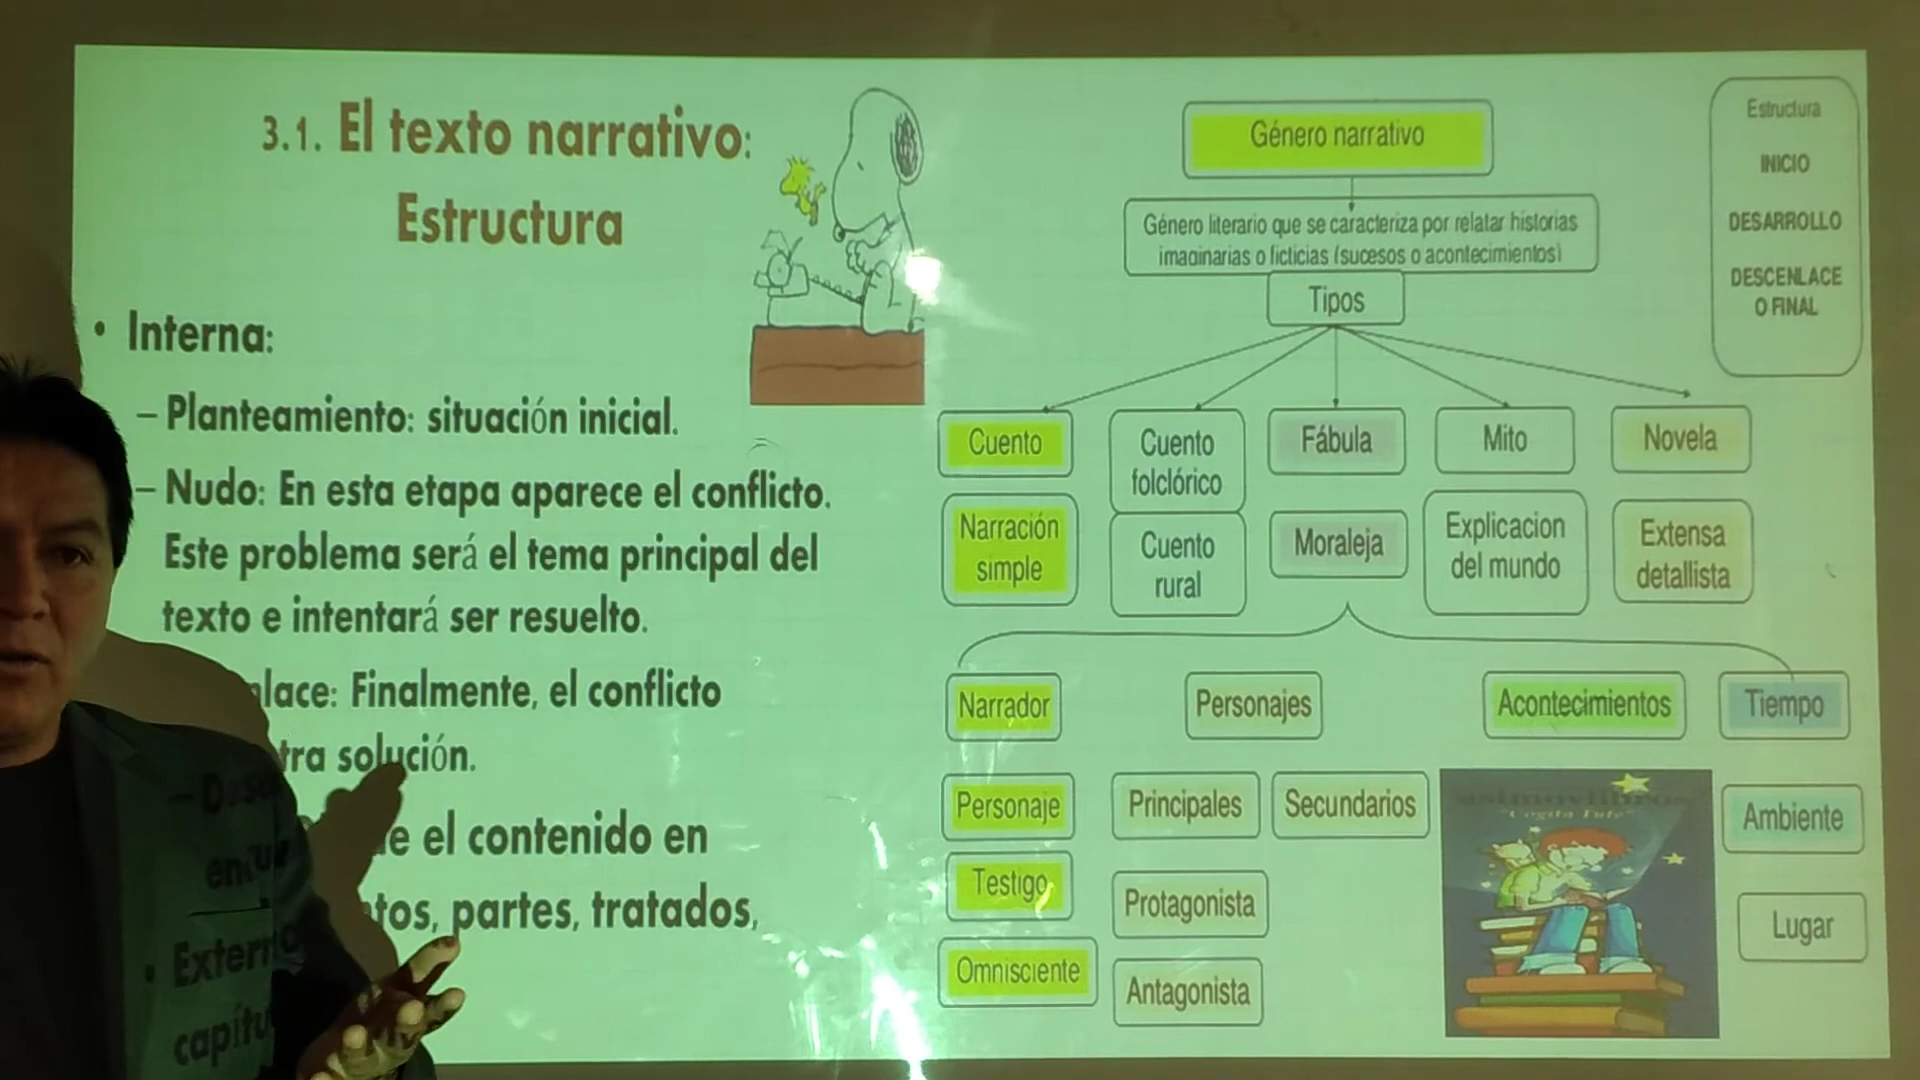 3.1. El texto narrativo:
Estructura
• Interna:
– Planteamiento: situación inicial.
– Nudo: En esta etapa aparece el conflicto.
Este problema será el tema principal del
texto e intentará ser resuelto.
lace: Finalmente, el conflicto
tra solución.
el contenido en
tos, partes, tratados,
Género narrativo
Género literario que se caracteriza por relatar historias
imaginarias o ficticias (sucesos o acontecimientos)
Tipos
Cuento
Cuento
folclórico
Fábula
Mito
Novela
Narración
simple
Cuento
rural
Moraleja
Explicacion
del mundo
Extensa
detallista
Narrador
Personajes
Acontecimientos
Tiempo
Personaje
Principales
Secundarios
Ambiente
Testigo
Protagonista
Lugar
Omnisciente
Antagonista
Estructura
INICIO
DESARROLLO
DESCENLACE
O FINAL